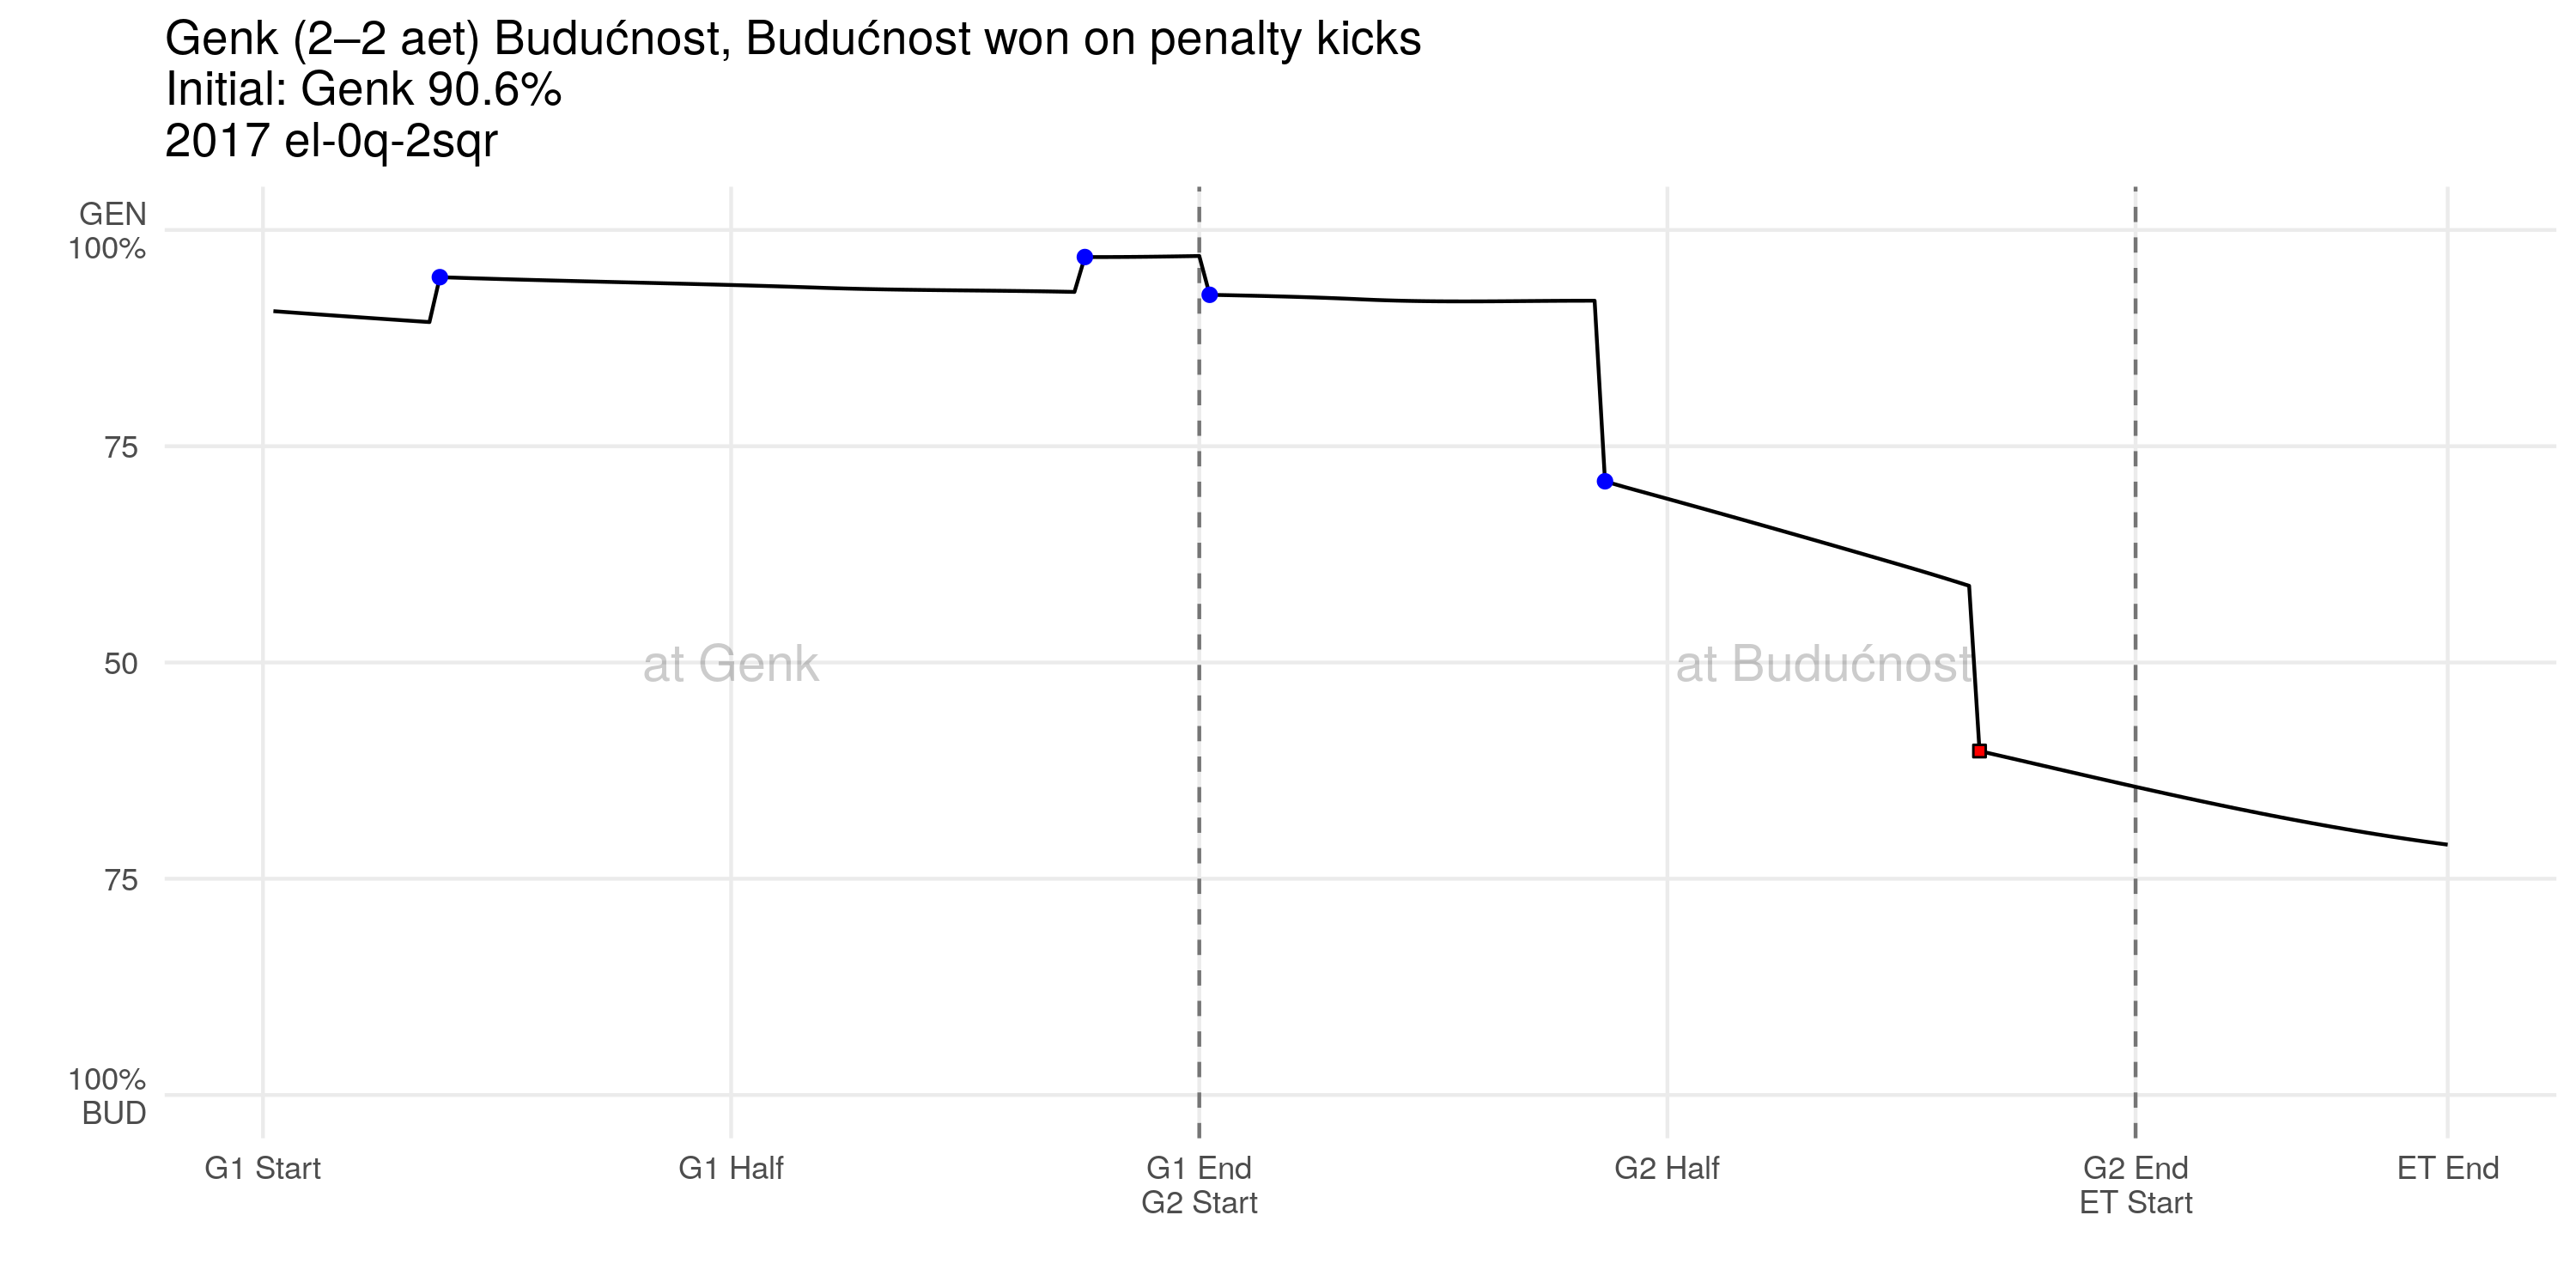 Genk (2–2 aet) Budućnost, Budućnost won on penalty kicks
Initial: Genk 90.6%
2017 el-0q-2sqr
GEN
100%
75
50
75
100%
BUD
at Genk
at Budućnost
G1 Start
G1 Half
G1 End
G2 Start
G2 Half
G2 End
ET Start
ET End